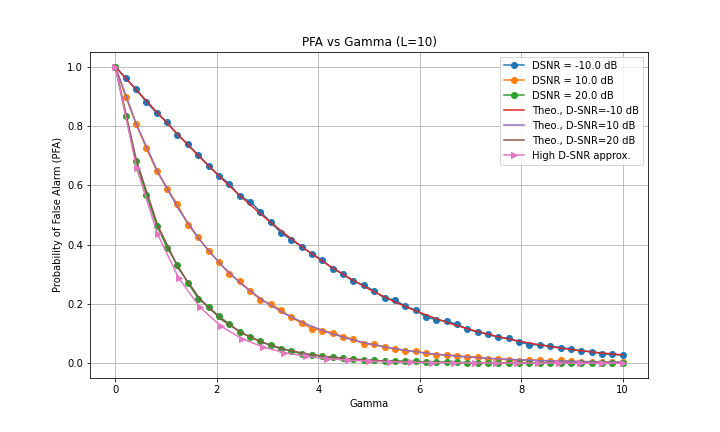 PFA vs Gamma (L=10)
DSNR = -10.0 dB
DSNR = 10.0 dB
DSNR = 20.0 dB
Theo., D-SNR=-10 dB
Theo., D-SNR=10 dB
Theo., D-SNR=20 dB
High D-SNR approx.
Probability of False Alarm (PFA)
1.0
0.8
0.6
0.4
0.2
0.0
0 2 4 6 8 10
Gamma